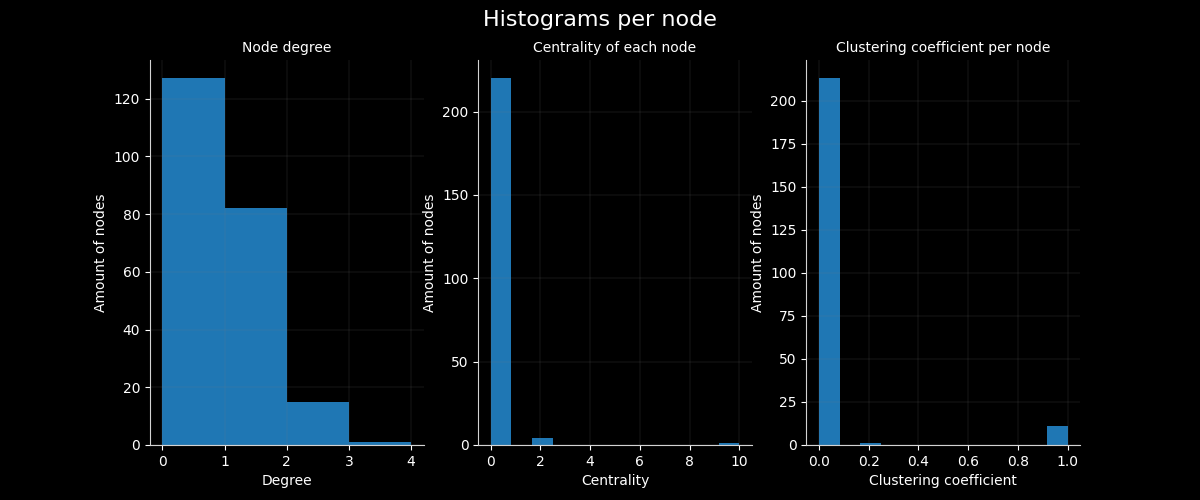 Histograms per node
Node degree
Amount of nodes
120
100
80
60
40
20
0
0 1 2 3 4
Degree
Centrality of each node
Amount of nodes
200
150
100
50
0
0 2 4 6 8 10
Centrality
Clustering coefficient per node
Amount of nodes
200
175
150
125
100
75
50
25
0
0.0 0.2 0.4 0.6 0.8 1.0
Clustering coefficient